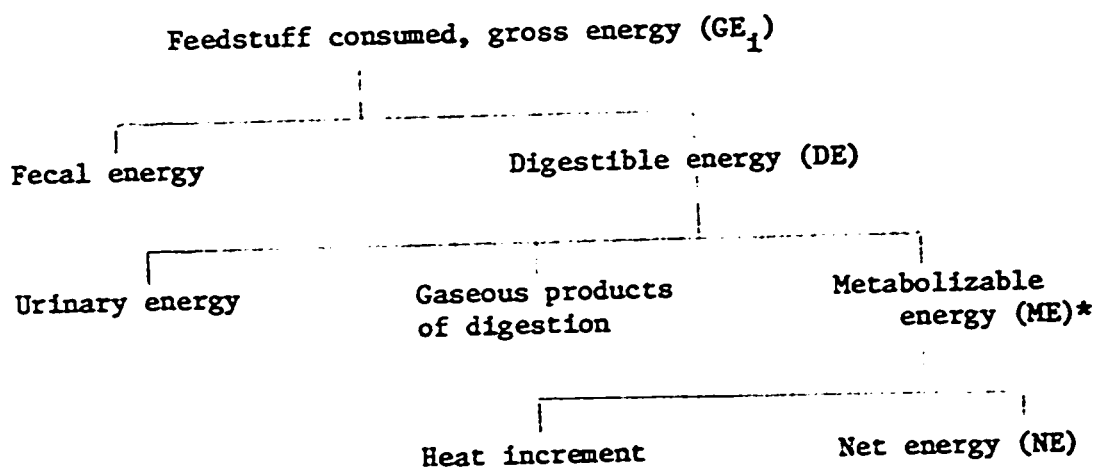 Feedstuff consumed, gross energy (GE_i)
Fecal energy
Digestible energy (DE)
Urinary energy
Gaseous products
of digestion
Metabolizable
energy (ME)*
Heat increment
Net energy (NE)